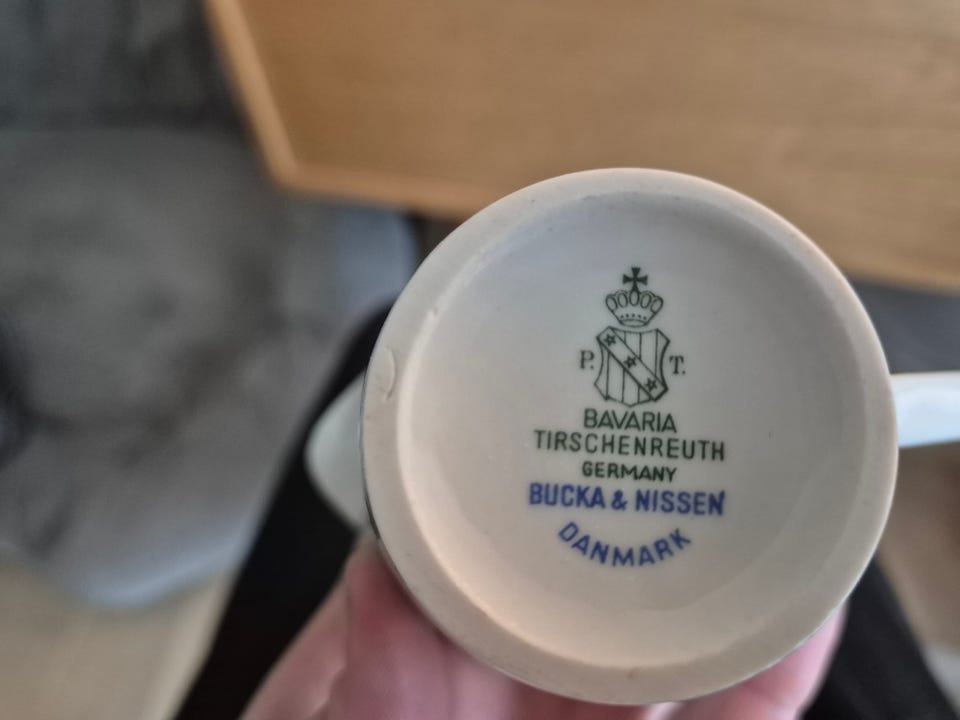 P. T.
BAVARIA
TIRSCHENREUTH
GERMANY
BUCKA & NISSEN
DANMARK